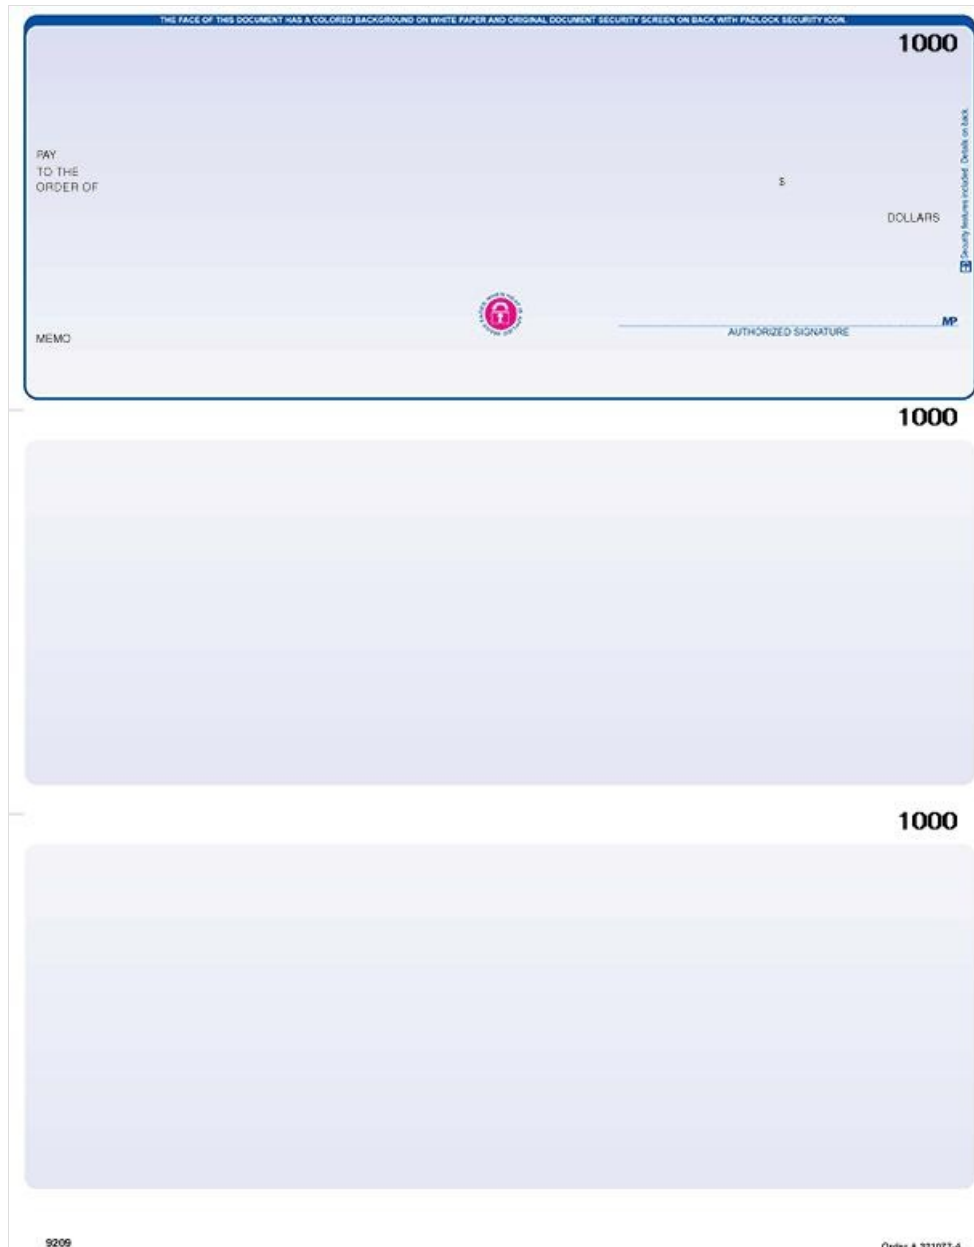 THE FACE OF THIS DOCUMENT HAS A COLORED BACKGROUND ON WHITE PAPER AND ORIGINAL DOCUMENT SECURITY SCREEN ON BACK WITH PADLOCK SECURITY ICON.
1000
PAY
TO THE
ORDER OF
$
DOLLARS
Security features included. Details on back.
MP
AUTHORIZED SIGNATURE
MEMO
1000
1000
9209
Order #